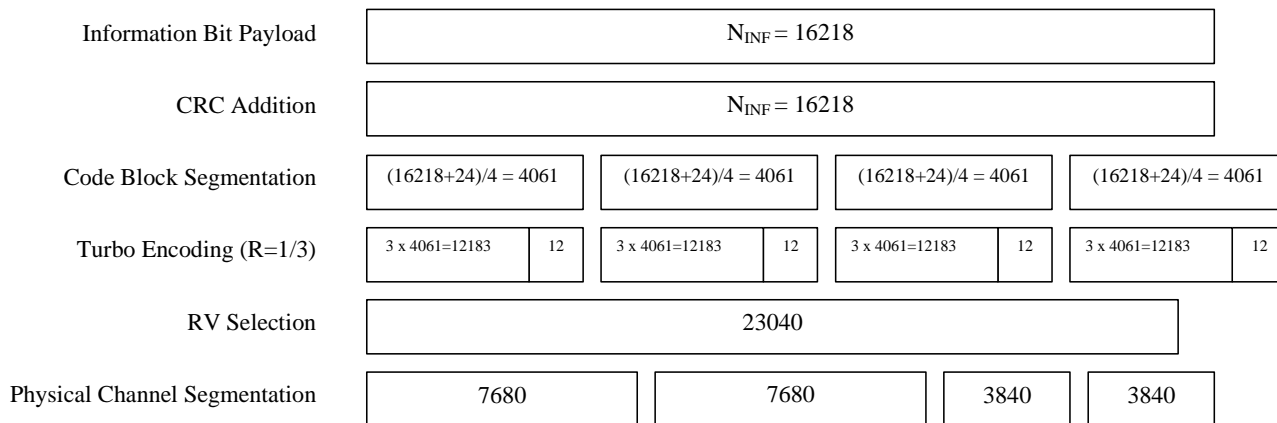 Information Bit Payload N_INF = 16218
CRC Addition N_INF = 16218
Code Block Segmentation (16218+24)/4 = 4061 (16218+24)/4 = 4061 (16218+24)/4 = 4061 (16218+24)/4 = 4061
Turbo Encoding (R=1/3) 3 x 4061=12183 12 3 x 4061=12183 12 3 x 4061=12183 12 3 x 4061=12183 12
RV Selection 23040
Physical Channel Segmentation 7680 7680 3840 3840